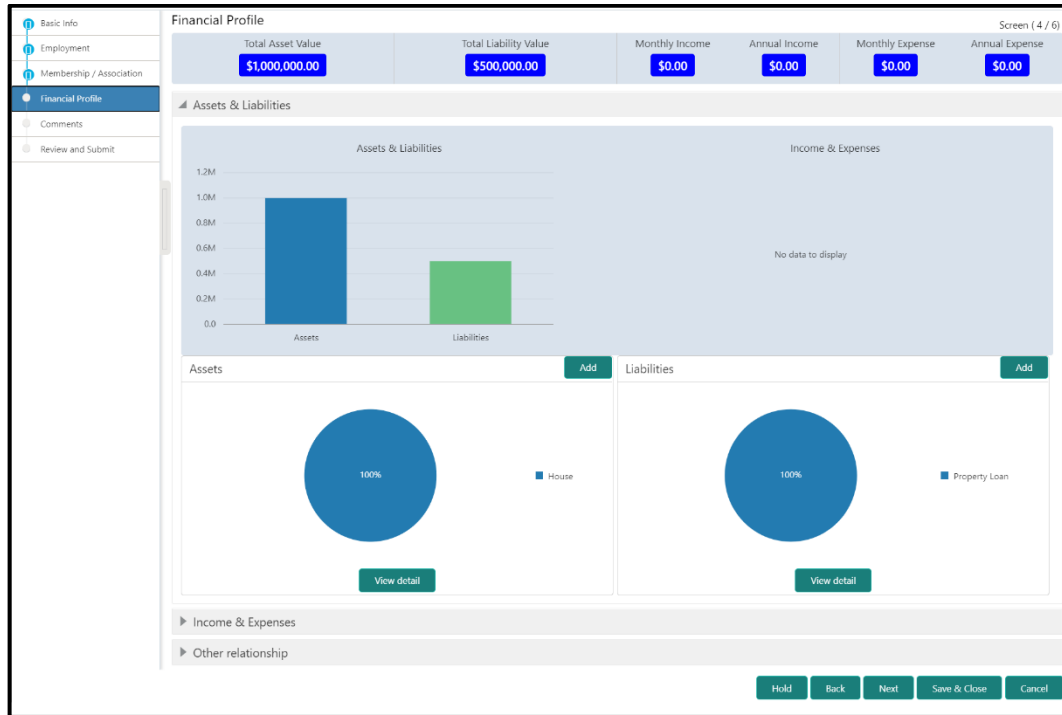 Basic Info
Employment
Membership / Association
Financial Profile
Comments
Review and Submit
Financial Profile
Screen ( 4 / 6)
Total Asset Value
$1,000,000.00
Total Liability Value
$500,000.00
Monthly Income
$0.00
Annual Income
$0.00
Monthly Expense
$0.00
Annual Expense
$0.00
Assets & Liabilities
Assets & Liabilities
1.2M
1.0M
0.8M
0.6M
0.4M
0.2M
0.0
Assets
Liabilities
Income & Expenses
No data to display
Assets
Add
100%
House
View detail
Liabilities
Add
100%
Property Loan
View detail
Income & Expenses
Other relationship
Hold
Back
Next
Save & Close
Cancel